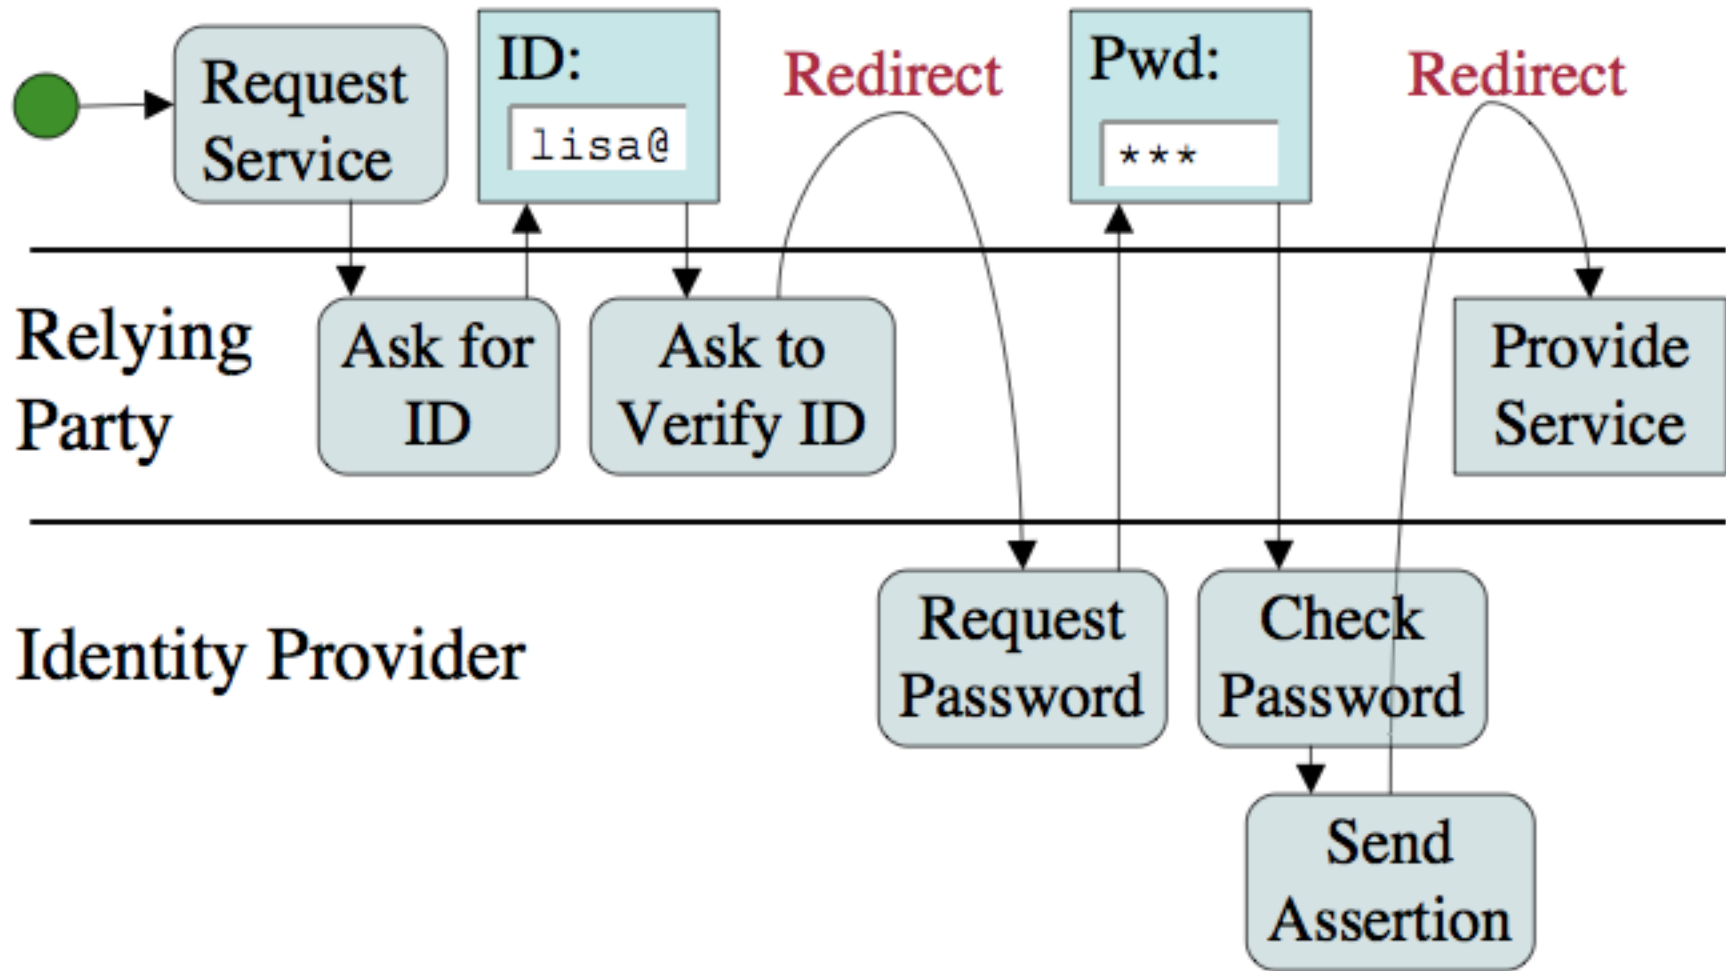 Request
Service
ID:
lisa@
Redirect
Pwd:
***
Redirect
Relying
Party
Ask for
ID
Ask to
Verify ID
Provide
Service
Identity Provider
Request
Password
Check
Password
Send
Assertion